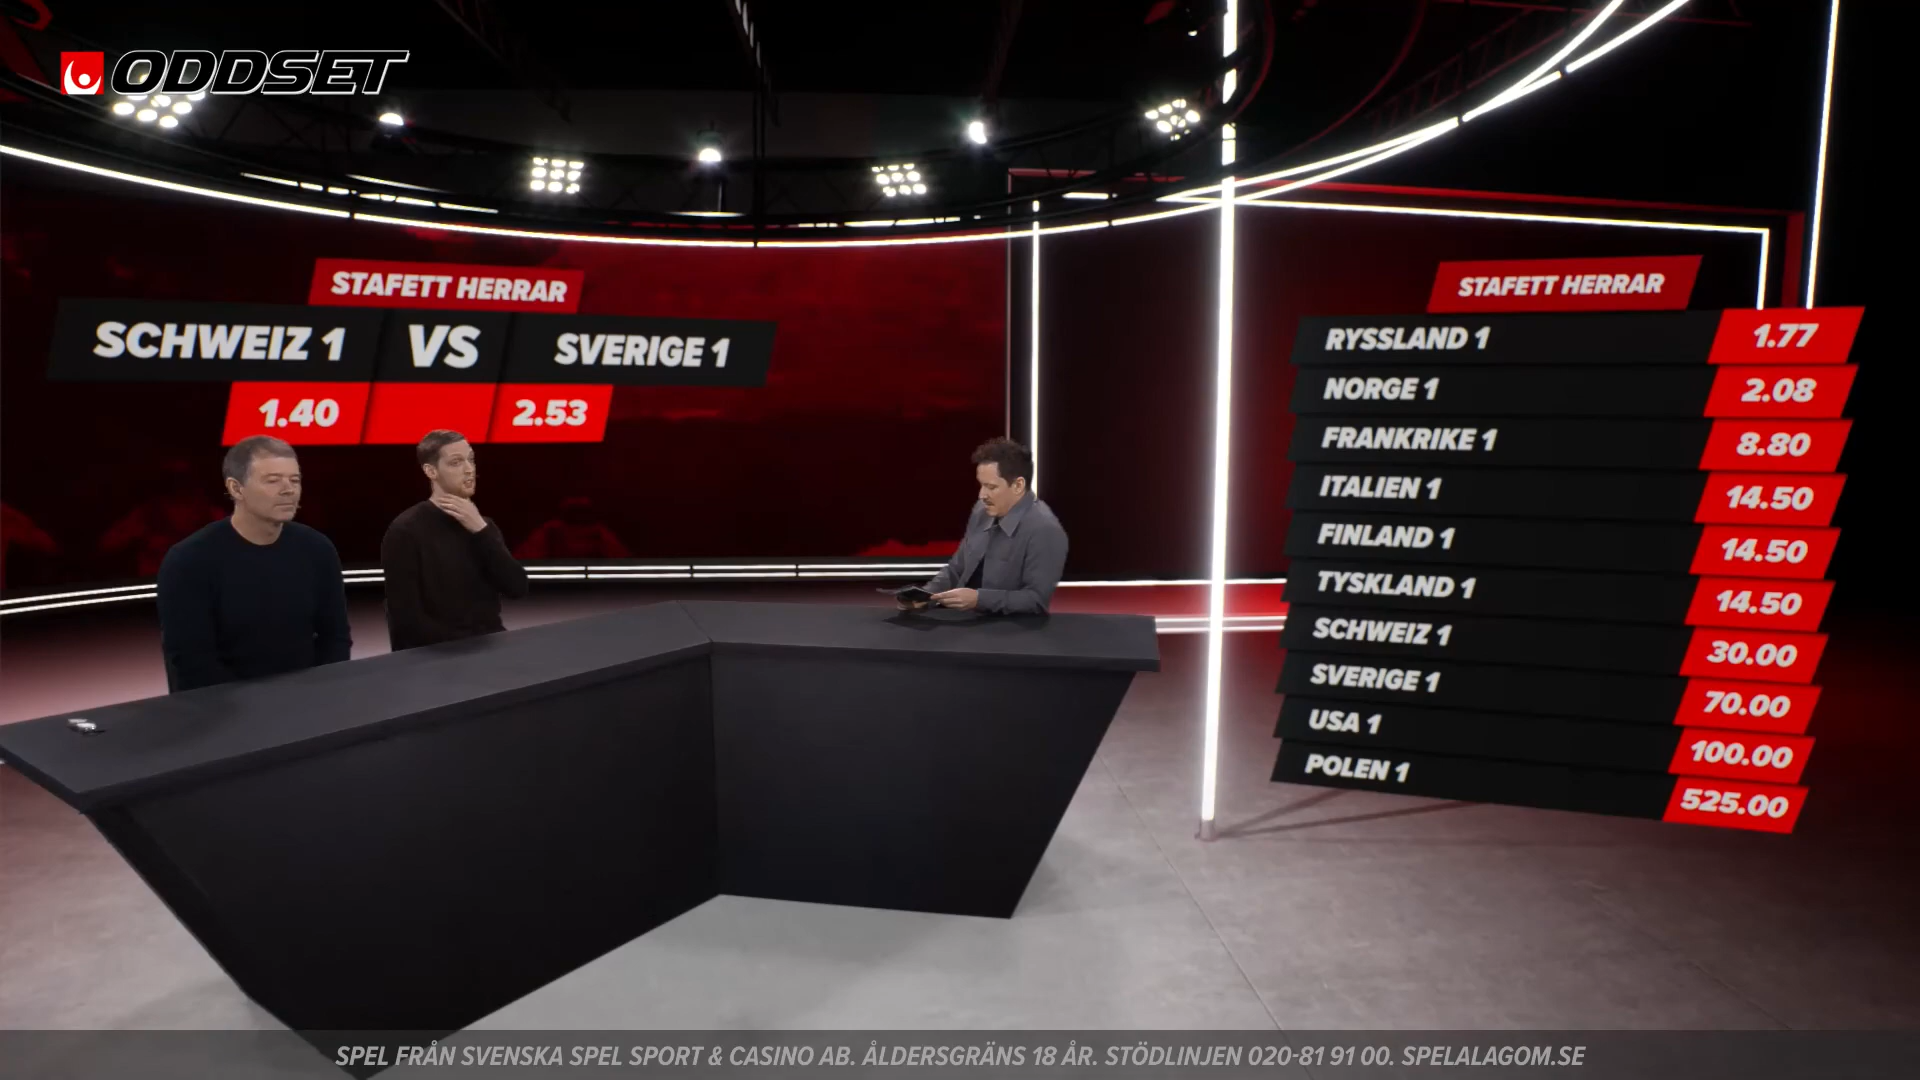 ODDSET
STAFETT HERRAR
SCHWEIZ 1 VS SVERIGE 1
1.40 2.53
STAFETT HERRAR
RYSSLAND 1 1.77
NORGE 1 2.08
FRANKRIKE 1 8.80
ITALIEN 1 14.50
FINLAND 1 14.50
TYSKLAND 1 14.50
SCHWEIZ 1 30.00
SVERIGE 1 70.00
USA 1 100.00
POLEN 1 525.00
SPEL FRÅN SVENSKA SPEL SPORT & CASINO AB. ÅLDERSGRÄNS 18 ÅR. STÖDLINJEN 020-81 91 00. SPELALAGOM.SE